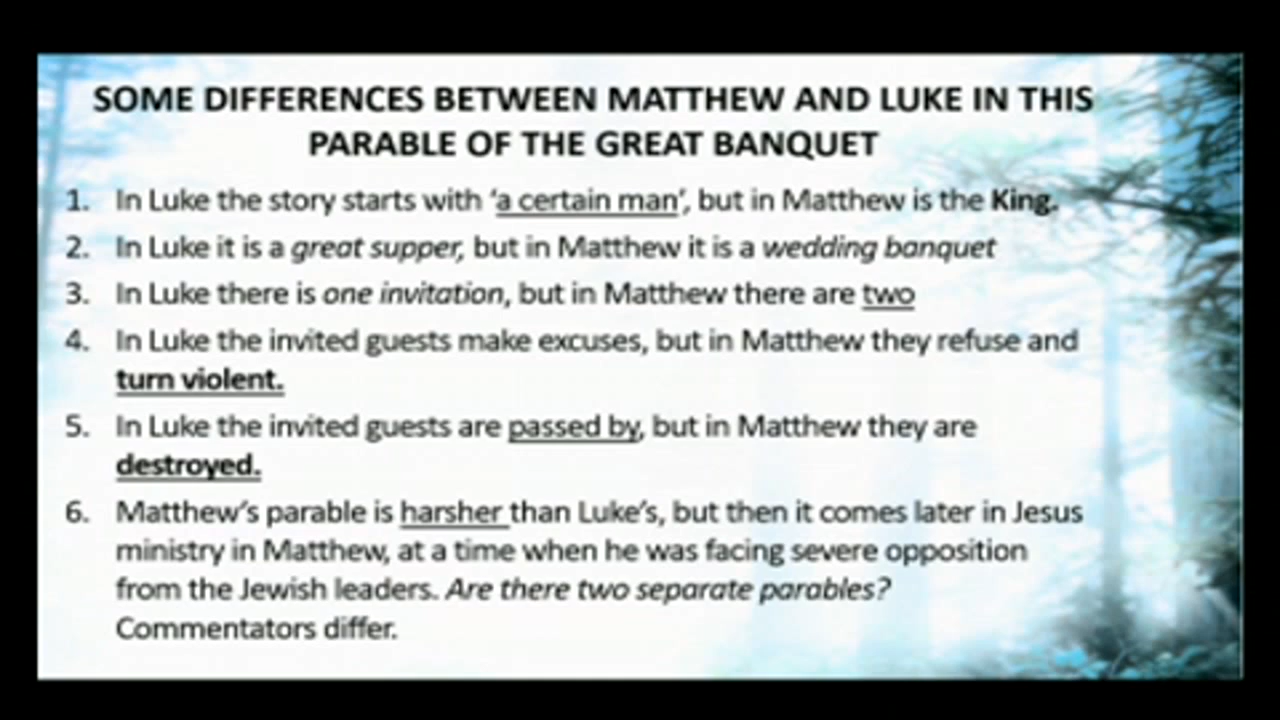 SOME DIFFERENCES BETWEEN MATTHEW AND LUKE IN THIS
PARABLE OF THE GREAT BANQUET
1. In Luke the story starts with ‘a certain man’, but in Matthew is the King.
2. In Luke it is a great supper, but in Matthew it is a wedding banquet
3. In Luke there is one invitation, but in Matthew there are two
4. In Luke the invited guests make excuses, but in Matthew they refuse and
turn violent.
5. In Luke the invited guests are passed by, but in Matthew they are
destroyed.
6. Matthew’s parable is harsher than Luke’s, but then it comes later in Jesus
ministry in Matthew, at a time when he was facing severe opposition
from the Jewish leaders. Are there two separate parables?
Commentators differ.